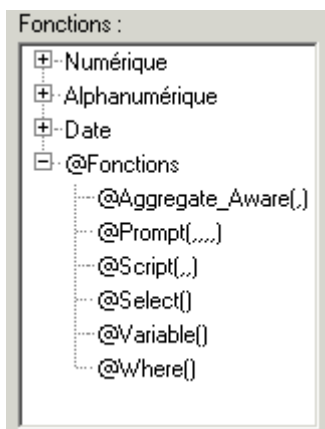 Fonctions :
Numérique
Alphanumérique
Date
@Fonctions
@Aggregate_Aware(,)
@Prompt(,,,,)
@Script(,,)
@Select()
@Variable()
@Where()